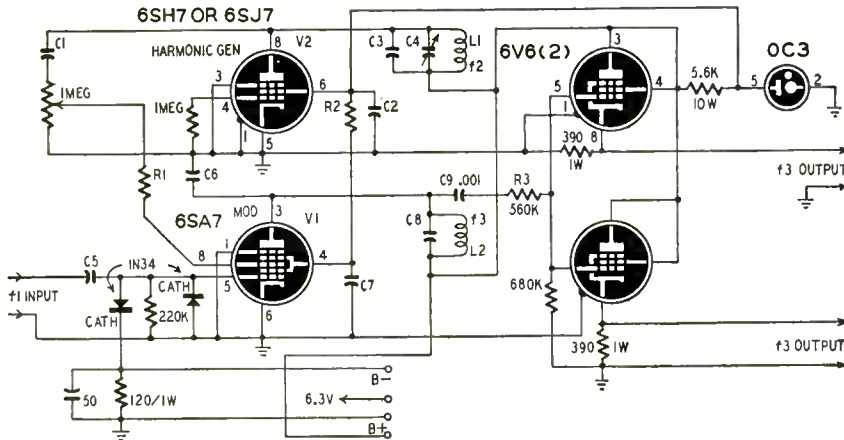 6SH7 OR 6SJ7
HARMONIC GEN
V2
C1
1MEG
1MEG
8
3
4
1
5
6
C3
C4
L1
f2
R2
C2
6V6(2)
3
5
1
4
8
390
1W
5.6K
10W
OC3
5
2
f3 OUTPUT
R1
C6
6SA7
MOD
V1
3
1
8
5
6
4
C7
C9 .001
R3
560K
C8
f3
L2
680K
390
1W
f3 OUTPUT
C5
1N34
CATH
CATH
220K
f1 INPUT
50
120/1W
B-
6.3V
B+